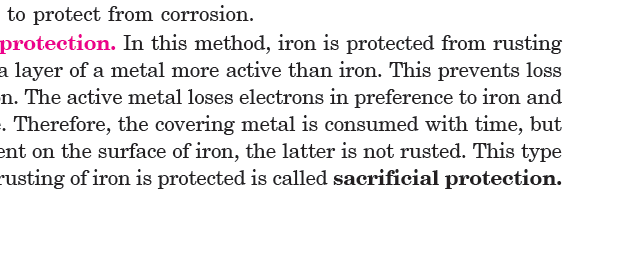 to protect from corrosion.
protection. In this method, iron is protected from rusting
a layer of a metal more active than iron. This prevents loss
n. The active metal loses electrons in preference to iron and
. Therefore, the covering metal is consumed with time, but
ent on the surface of iron, the latter is not rusted. This type
rusting of iron is protected is called sacrificial protection.